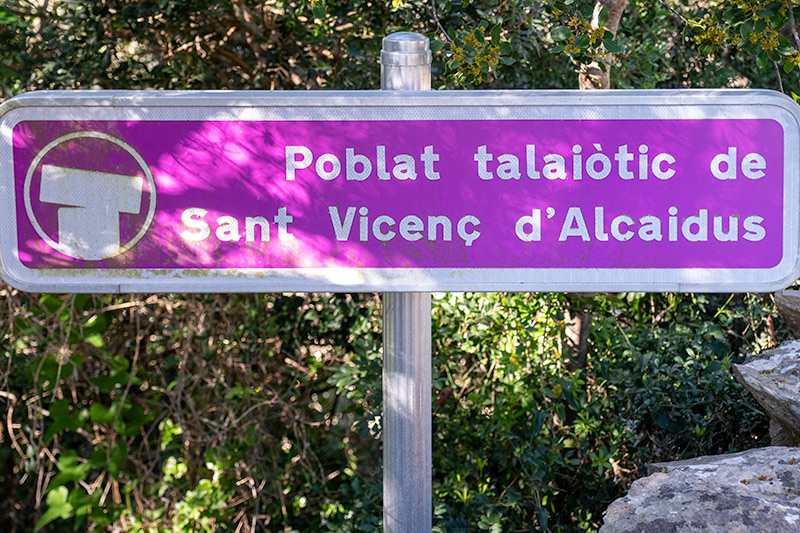 Poblat talaiòtic de
Sant Vicenç d'Alcaidus